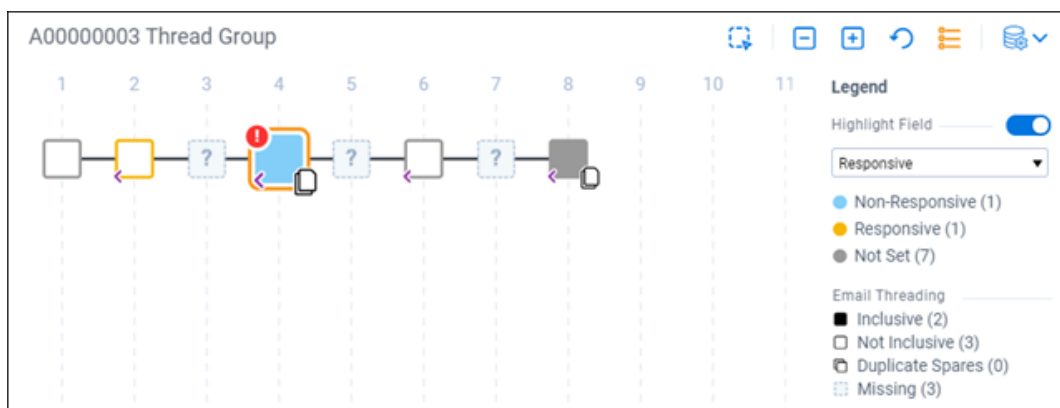 A00000003 Thread Group
1 2 3 4 5 6 7 8 9 10 11
? ? ?
!
Legend
Highlight Field
Responsive
Non-Responsive (1)
Responsive (1)
Not Set (7)
Email Threading
Inclusive (2)
Not Inclusive (3)
Duplicate Spares (0)
Missing (3)